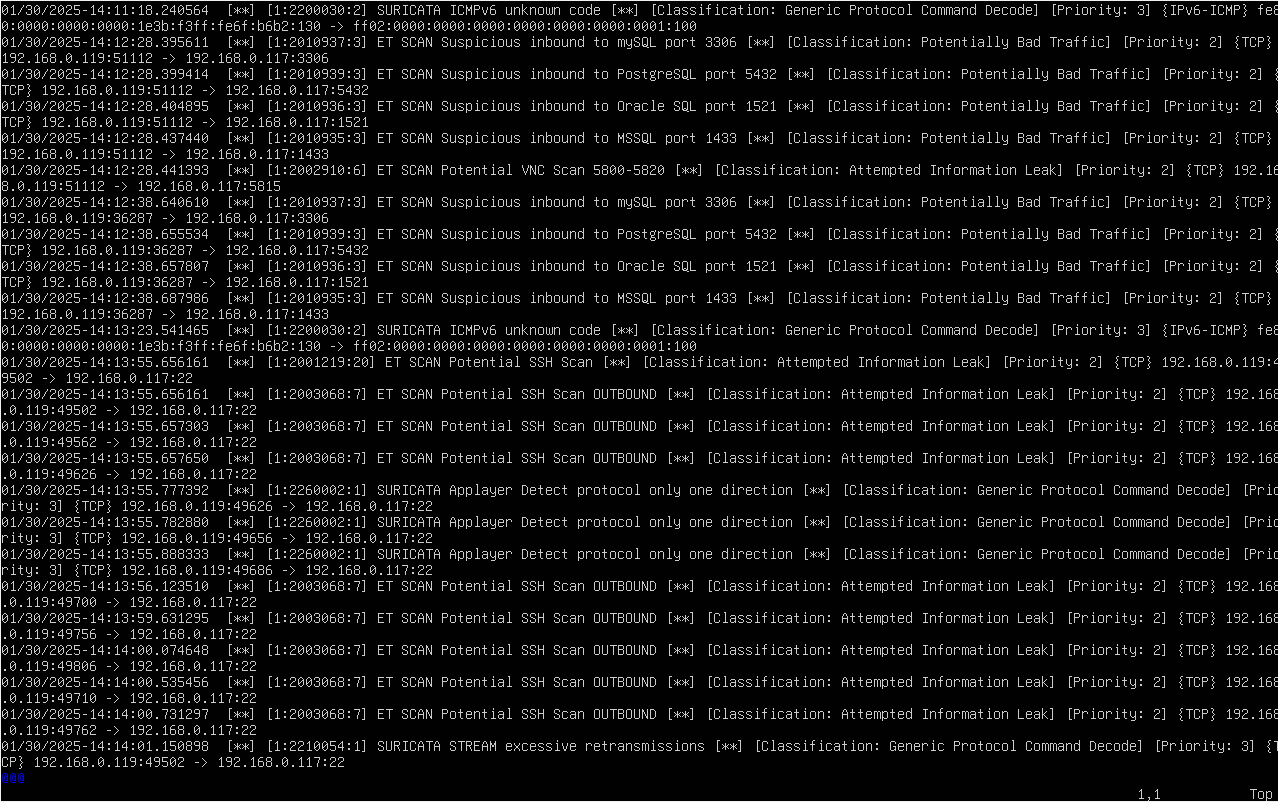 01/30/2025-14:11:18.240564  [**] [1:2200030:2] SURICATA ICMPv6 unknown code [**] [Classification: Generic Protocol Command Decode] [Priority: 3] {IPv6-ICMP} fe8
0:0000:0000:0000:1e3b:f3ff:fe6f:b6b2:130 -> ff02:0000:0000:0000:0000:0000:0000:0001:100
01/30/2025-14:12:28.395611  [**] [1:2010937:3] ET SCAN Suspicious inbound to mySQL port 3306 [**] [Classification: Potentially Bad Traffic] [Priority: 2] {TCP}
192.168.0.119:51112 -> 192.168.0.117:3306
01/30/2025-14:12:28.399414  [**] [1:2010939:3] ET SCAN Suspicious inbound to PostgreSQL port 5432 [**] [Classification: Potentially Bad Traffic] [Priority: 2] {
TCP} 192.168.0.119:51112 -> 192.168.0.117:5432
01/30/2025-14:12:28.404895  [**] [1:2010936:3] ET SCAN Suspicious inbound to Oracle SQL port 1521 [**] [Classification: Potentially Bad Traffic] [Priority: 2] {
TCP} 192.168.0.119:51112 -> 192.168.0.117:1521
01/30/2025-14:12:28.437440  [**] [1:2010935:3] ET SCAN Suspicious inbound to MSSQL port 1433 [**] [Classification: Potentially Bad Traffic] [Priority: 2] {TCP}
192.168.0.119:51112 -> 192.168.0.117:1433
01/30/2025-14:12:28.441393  [**] [1:2002910:6] ET SCAN Potential VNC Scan 5800-5820 [**] [Classification: Attempted Information Leak] [Priority: 2] {TCP} 192.16
8.0.119:51112 -> 192.168.0.117:5815
01/30/2025-14:12:38.640610  [**] [1:2010937:3] ET SCAN Suspicious inbound to mySQL port 3306 [**] [Classification: Potentially Bad Traffic] [Priority: 2] {TCP}
192.168.0.119:36287 -> 192.168.0.117:3306
01/30/2025-14:12:38.655534  [**] [1:2010939:3] ET SCAN Suspicious inbound to PostgreSQL port 5432 [**] [Classification: Potentially Bad Traffic] [Priority: 2] {
TCP} 192.168.0.119:36287 -> 192.168.0.117:5432
01/30/2025-14:12:38.657807  [**] [1:2010936:3] ET SCAN Suspicious inbound to Oracle SQL port 1521 [**] [Classification: Potentially Bad Traffic] [Priority: 2] {
TCP} 192.168.0.119:36287 -> 192.168.0.117:1521
01/30/2025-14:12:38.687986  [**] [1:2010935:3] ET SCAN Suspicious inbound to MSSQL port 1433 [**] [Classification: Potentially Bad Traffic] [Priority: 2] {TCP}
192.168.0.119:36287 -> 192.168.0.117:1433
01/30/2025-14:13:23.541465  [**] [1:2200030:2] SURICATA ICMPv6 unknown code [**] [Classification: Generic Protocol Command Decode] [Priority: 3] {IPv6-ICMP} fe8
0:0000:0000:0000:1e3b:f3ff:fe6f:b6b2:130 -> ff02:0000:0000:0000:0000:0000:0000:0001:100
01/30/2025-14:13:55.656161  [**] [1:2001219:20] ET SCAN Potential SSH Scan [**] [Classification: Attempted Information Leak] [Priority: 2] {TCP} 192.168.0.119:4
9502 -> 192.168.0.117:22
01/30/2025-14:13:55.656161  [**] [1:2003068:7] ET SCAN Potential SSH Scan OUTBOUND [**] [Classification: Attempted Information Leak] [Priority: 2] {TCP} 192.168
.0.119:49502 -> 192.168.0.117:22
01/30/2025-14:13:55.657303  [**] [1:2003068:7] ET SCAN Potential SSH Scan OUTBOUND [**] [Classification: Attempted Information Leak] [Priority: 2] {TCP} 192.168
.0.119:49562 -> 192.168.0.117:22
01/30/2025-14:13:55.657650  [**] [1:2003068:7] ET SCAN Potential SSH Scan OUTBOUND [**] [Classification: Attempted Information Leak] [Priority: 2] {TCP} 192.168
.0.119:49626 -> 192.168.0.117:22
01/30/2025-14:13:55.777392  [**] [1:2260002:1] SURICATA Applayer Detect protocol only one direction [**] [Classification: Generic Protocol Command Decode] [Prio
rity: 3] {TCP} 192.168.0.119:49626 -> 192.168.0.117:22
01/30/2025-14:13:55.782880  [**] [1:2260002:1] SURICATA Applayer Detect protocol only one direction [**] [Classification: Generic Protocol Command Decode] [Prio
rity: 3] {TCP} 192.168.0.119:49656 -> 192.168.0.117:22
01/30/2025-14:13:55.888333  [**] [1:2260002:1] SURICATA Applayer Detect protocol only one direction [**] [Classification: Generic Protocol Command Decode] [Prio
rity: 3] {TCP} 192.168.0.119:49686 -> 192.168.0.117:22
01/30/2025-14:13:56.123510  [**] [1:2003068:7] ET SCAN Potential SSH Scan OUTBOUND [**] [Classification: Attempted Information Leak] [Priority: 2] {TCP} 192.168
.0.119:49700 -> 192.168.0.117:22
01/30/2025-14:13:59.631295  [**] [1:2003068:7] ET SCAN Potential SSH Scan OUTBOUND [**] [Classification: Attempted Information Leak] [Priority: 2] {TCP} 192.168
.0.119:49756 -> 192.168.0.117:22
01/30/2025-14:14:00.074648  [**] [1:2003068:7] ET SCAN Potential SSH Scan OUTBOUND [**] [Classification: Attempted Information Leak] [Priority: 2] {TCP} 192.168
.0.119:49806 -> 192.168.0.117:22
01/30/2025-14:14:00.535456  [**] [1:2003068:7] ET SCAN Potential SSH Scan OUTBOUND [**] [Classification: Attempted Information Leak] [Priority: 2] {TCP} 192.168
.0.119:49710 -> 192.168.0.117:22
01/30/2025-14:14:00.731297  [**] [1:2003068:7] ET SCAN Potential SSH Scan OUTBOUND [**] [Classification: Attempted Information Leak] [Priority: 2] {TCP} 192.168
.0.119:49762 -> 192.168.0.117:22
01/30/2025-14:14:01.150898  [**] [1:2210054:1] SURICATA STREAM excessive retransmissions [**] [Classification: Generic Protocol Command Decode] [Priority: 3] {T
CP} 192.168.0.119:49502 -> 192.168.0.117:22
@@@
1,1 Top